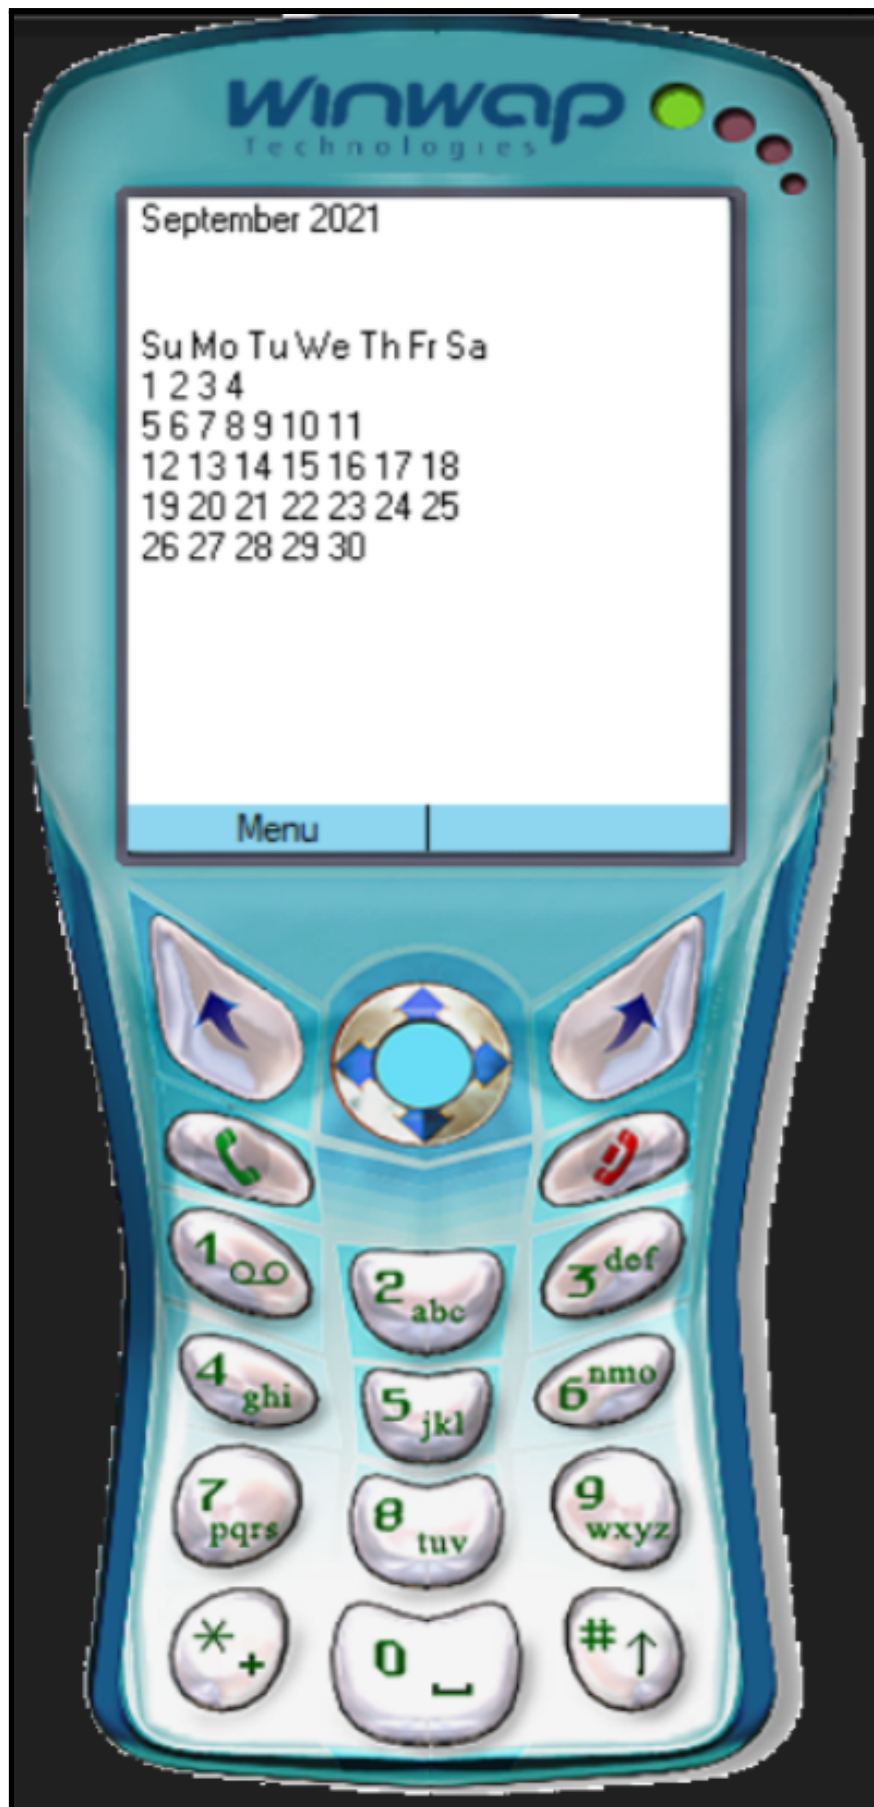 Winwap
Technologies
September 2021
Su Mo Tu We Th Fr Sa
1 2 3 4
5 6 7 8 9 10 11
12 13 14 15 16 17 18
19 20 21 22 23 24 25
26 27 28 29 30
Menu
1
2 abc
3 def
4 ghi
5 jkl
6 nmo
7 pqrs
8 tuv
9 wxyz
* +
0
# ↑